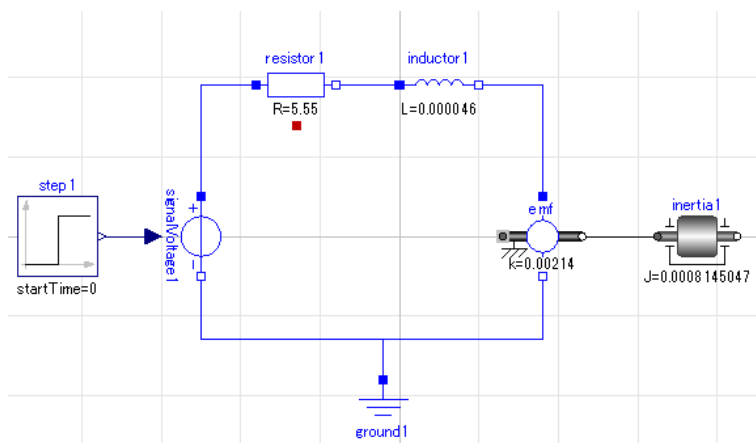 resistor1
inductor1
R=5.55
L=0.000046
step1
signalVoltage1
+
-
emf
inertia1
k=0.00214
J=0.0008145047
startTime=0
ground1